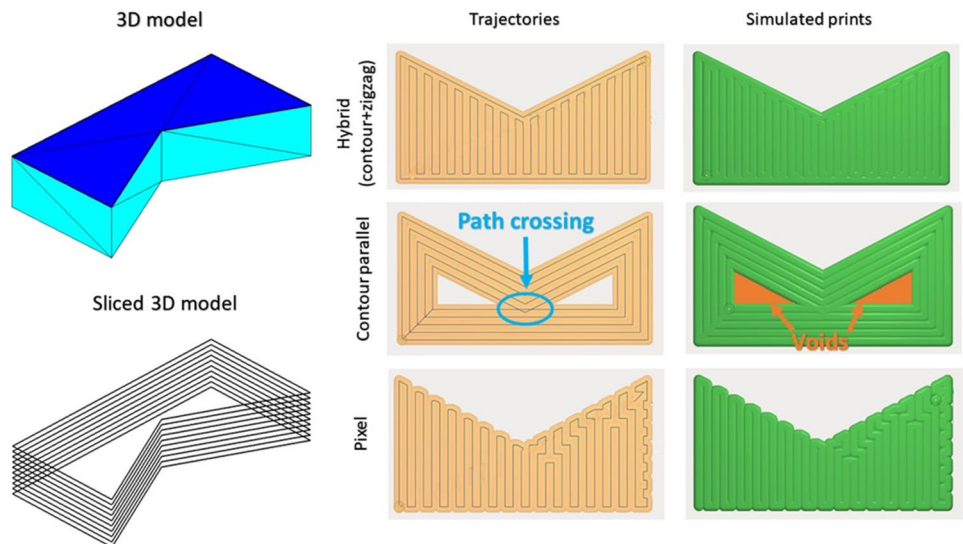 3D model
Trajectories
Simulated prints
Hybrid
(contour+zigzag)
Path crossing
Contour parallel
Voids
Sliced 3D model
Pixel